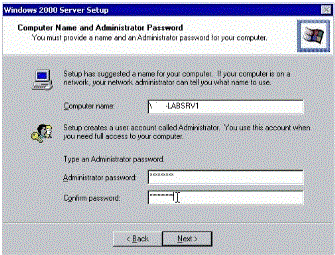 Windows 2000 Server Setup
Computer Name and Administrator Password
You must provide a name and an Administrator password for your computer.
Setup has suggested a name for your computer. If your computer is on a
network, your network administrator can tell you what name to use.
Computer name:
-LABSRV1
Setup creates a user account called Administrator. You use this account when
you need full access to your computer.
Type an Administrator password.
Administrator password:
*******
Confirm password:
*******
< Back
Next >